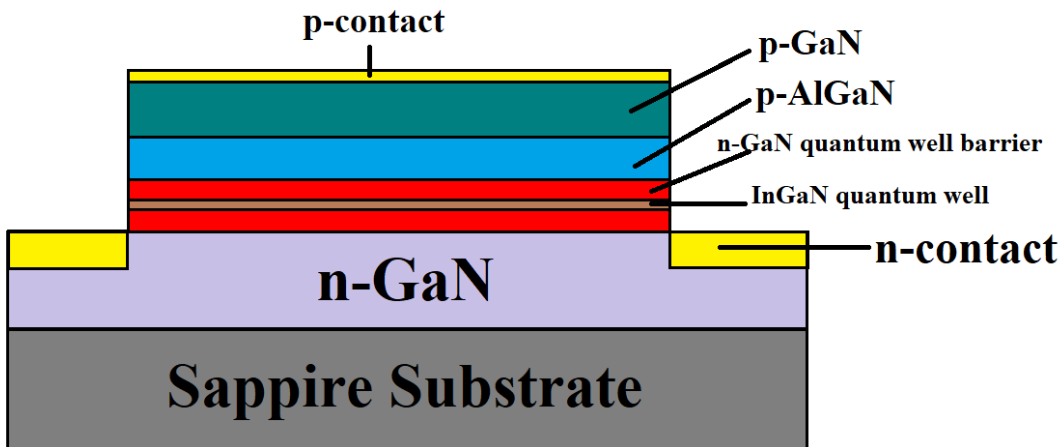 p-contact
p-GaN
p-AlGaN
n-GaN quantum well barrier
InGaN quantum well
n-contact
n-GaN
Sappire Substrate